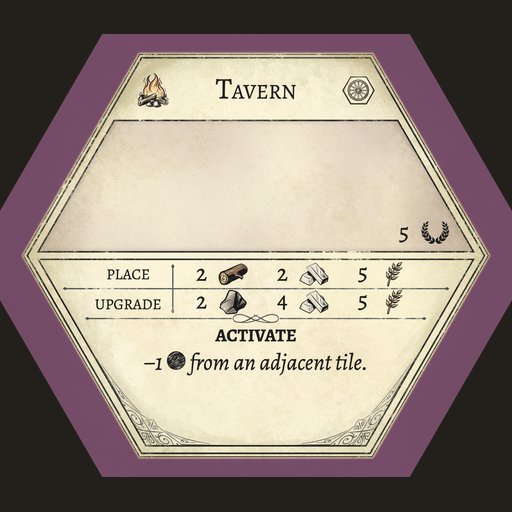 Tavern
5
PLACE 2 2 5
UPGRADE 2 4 5
ACTIVATE
–1 from an adjacent tile.